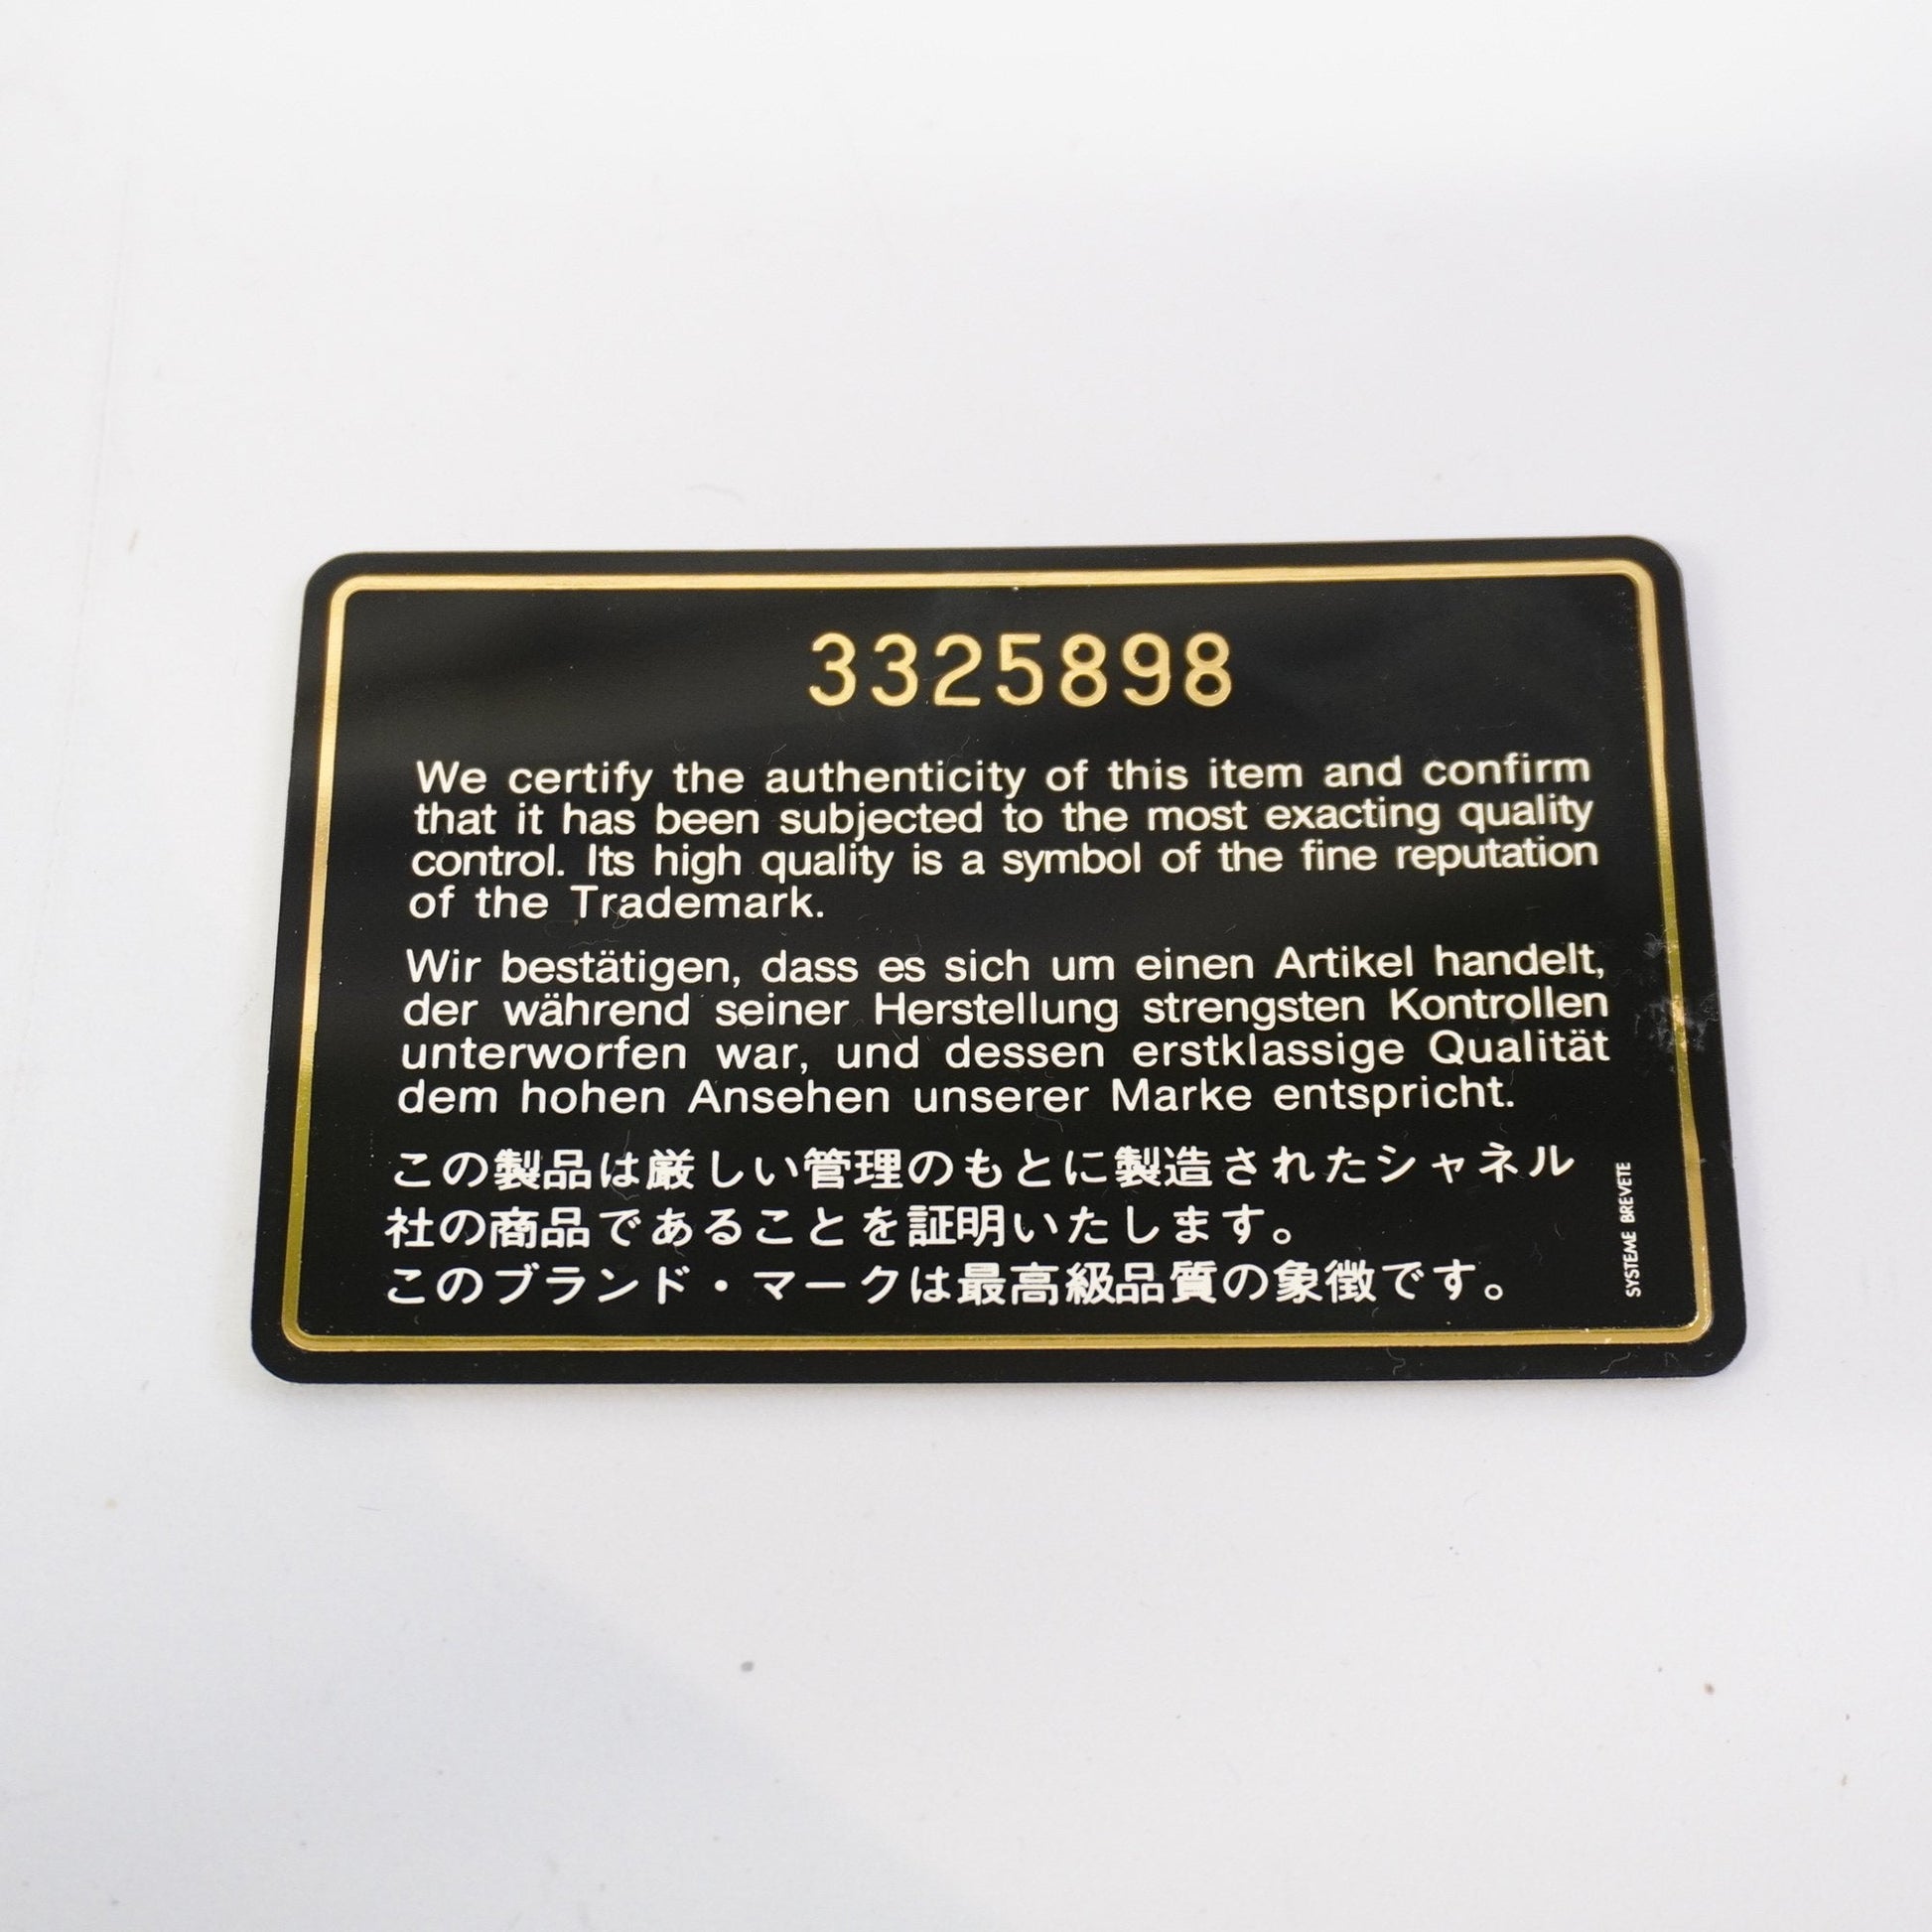 3325898
We certify the authenticity of this item and confirm
that it has been subjected to the most exacting quality
control. Its high quality is a symbol of the fine reputation
of the Trademark.
Wir bestätigen, dass es sich um einen Artikel handelt,
der während seiner Herstellung strengsten Kontrollen
unterworfen war, und dessen erstklassige Qualität
dem hohen Ansehen unserer Marke entspricht.
この製品は厳しい管理のもとに製造されたシャネル
社の商品であることを証明いたします。
このブランド・マークは最高級品質の象徴です。
SYSTEME BREVETE